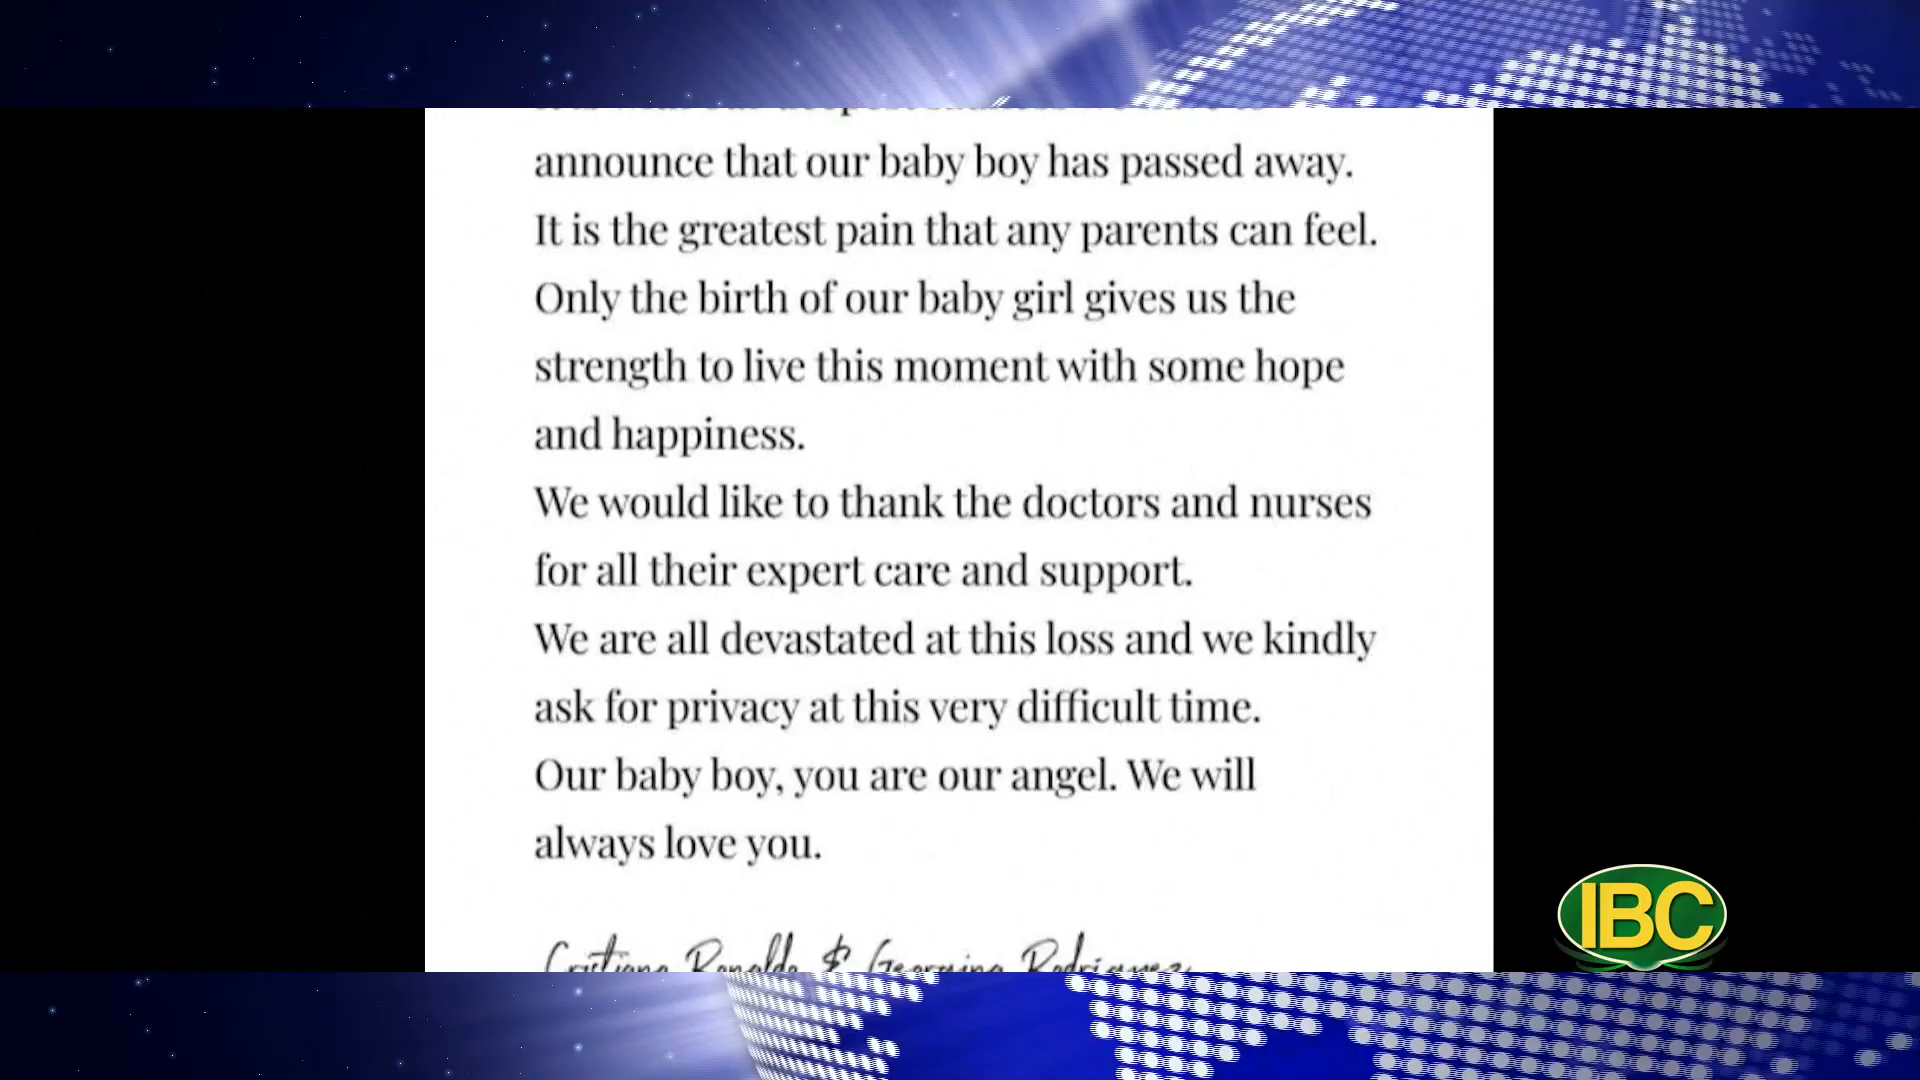 announce that our baby boy has passed away.
It is the greatest pain that any parents can feel.
Only the birth of our baby girl gives us the
strength to live this moment with some hope
and happiness.
We would like to thank the doctors and nurses
for all their expert care and support.
We are all devastated at this loss and we kindly
ask for privacy at this very difficult time.
Our baby boy, you are our angel. We will
always love you.
Cristiano Ronaldo & Georgina Rodriguez
IBC